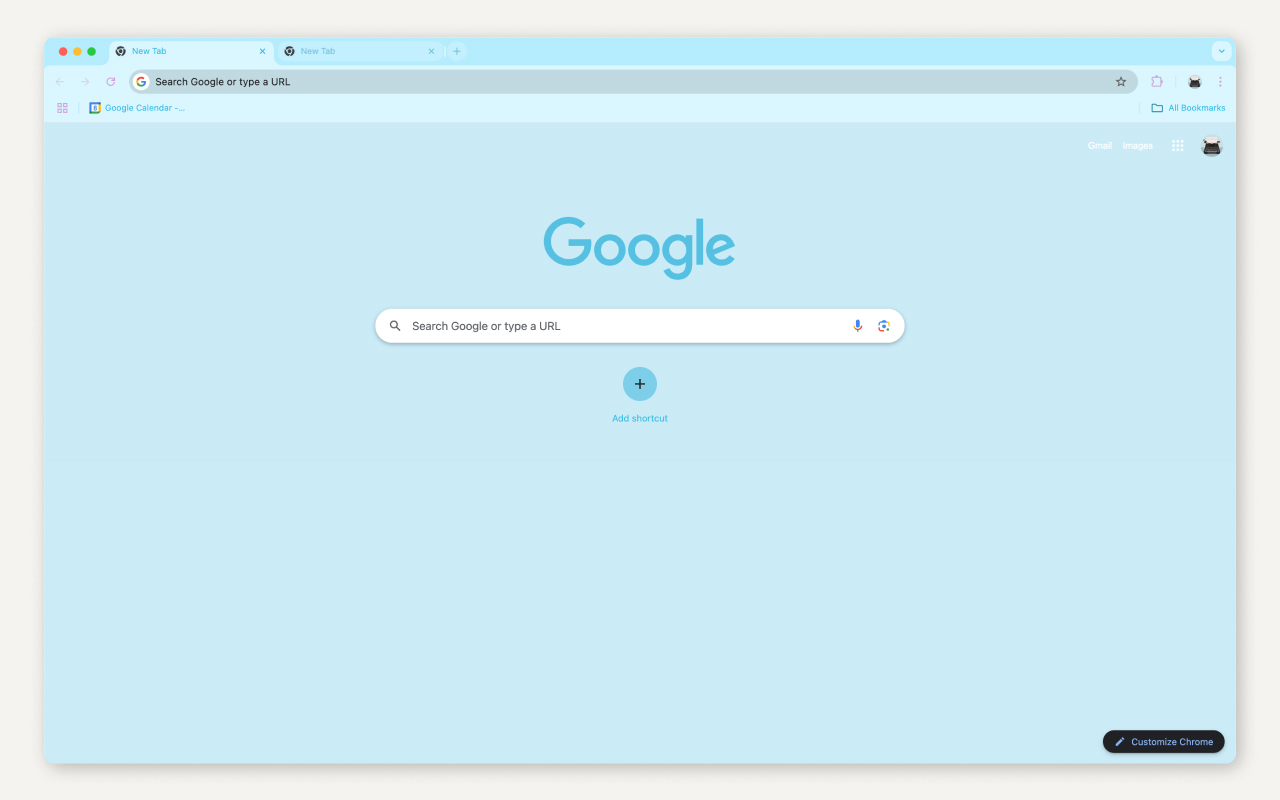 New Tab
New Tab
Search Google or type a URL
Google Calendar -...
All Bookmarks
Gmail
Images
Google
Search Google or type a URL
Add shortcut
Customize Chrome